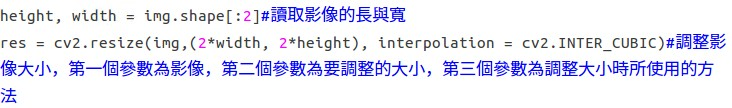 height, width = img.shape[:2]#讀取影像的長與寬
res = cv2.resize(img,(2*width, 2*height), interpolation = cv2.INTER_CUBIC)#調整影
像大小，第一個參數為影像，第二個參數為要調整的大小，第三個參數為調整大小時所使用的方
法